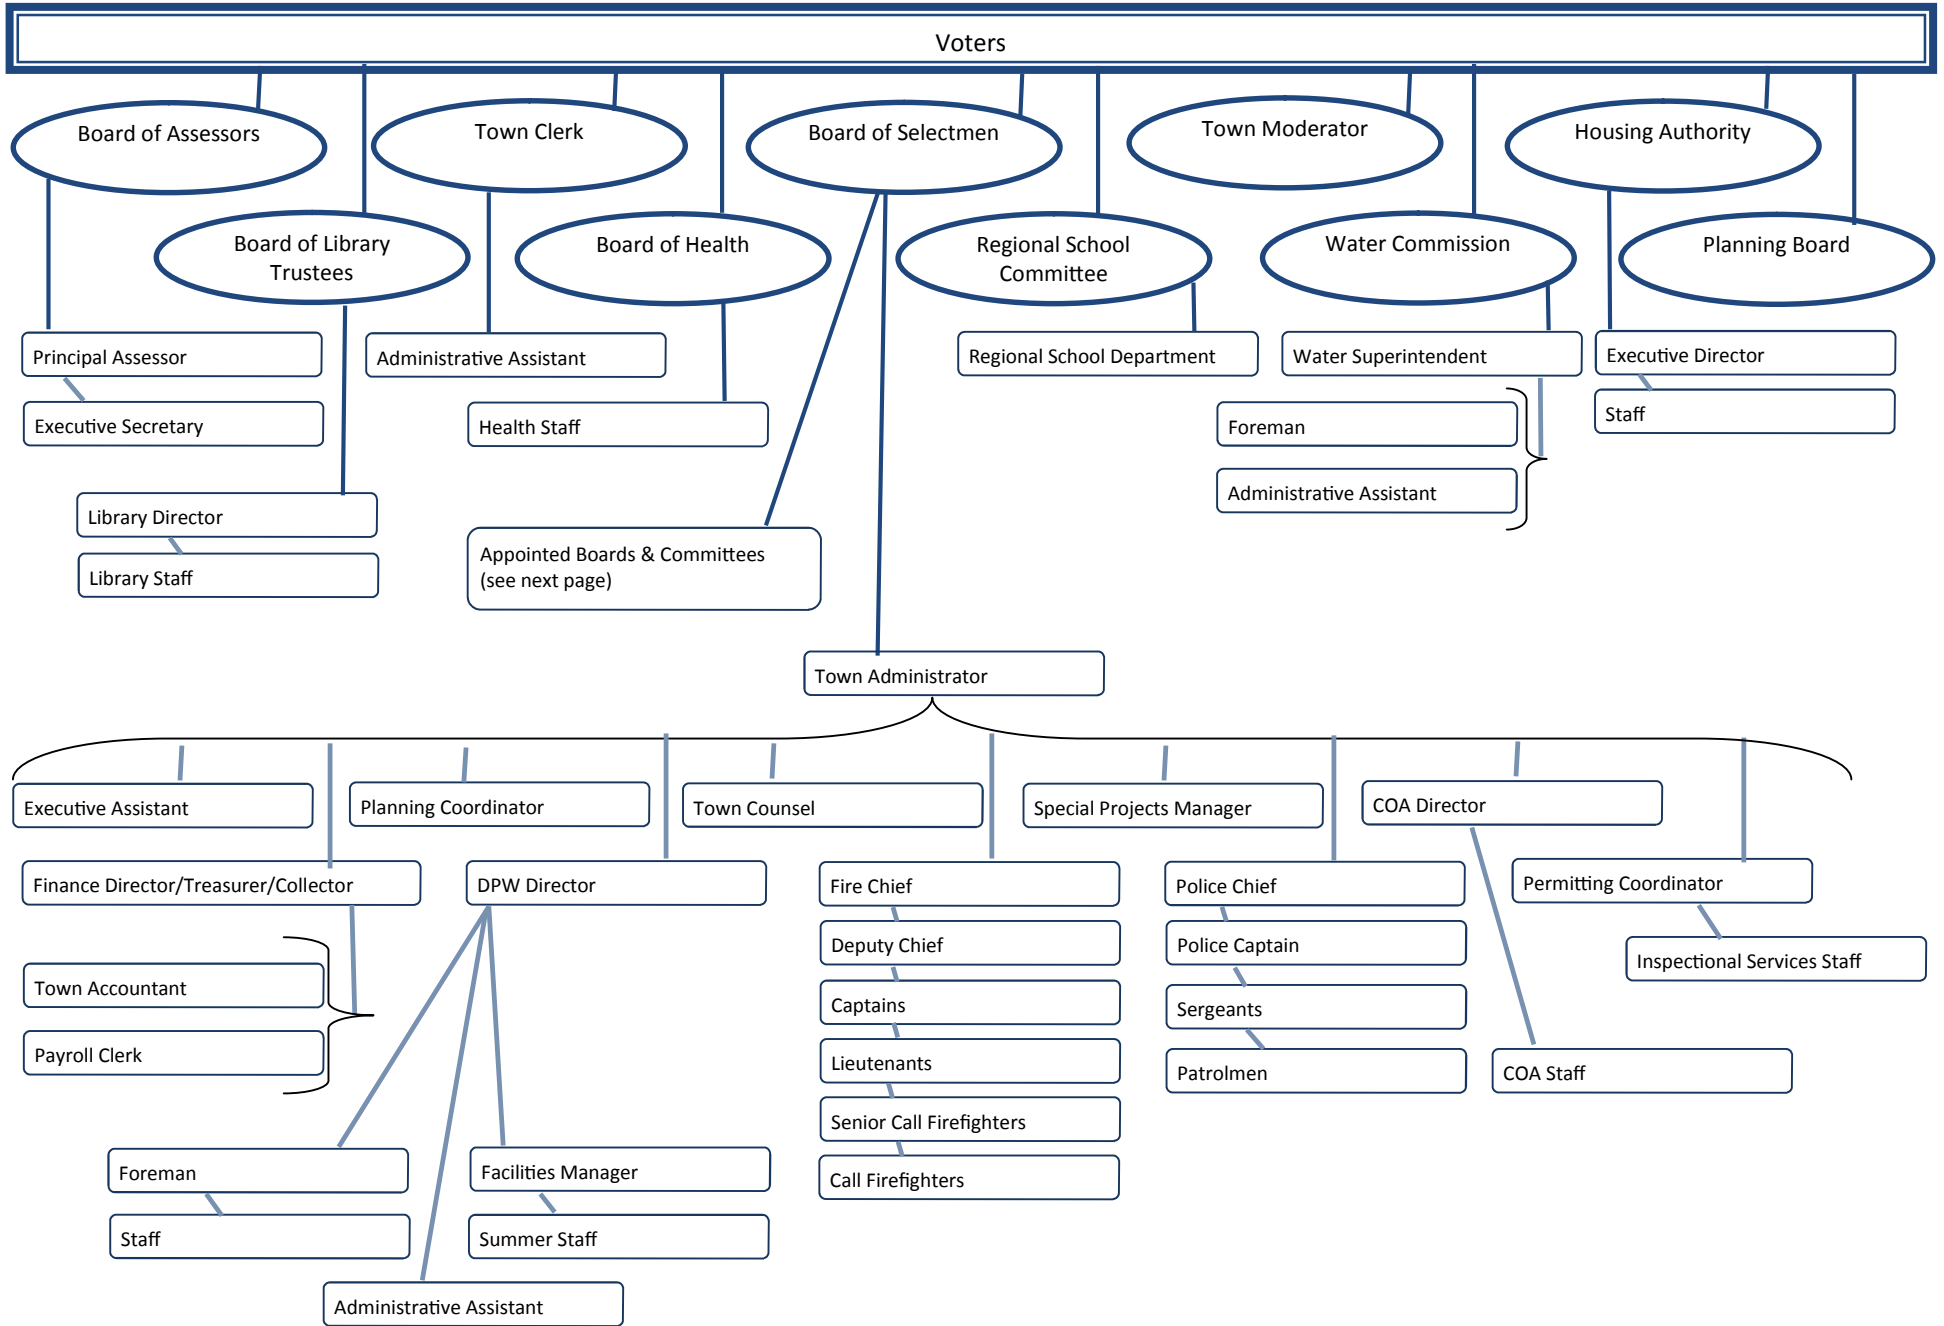 Voters
Board of Assessors
Town Clerk
Board of Selectmen
Town Moderator
Housing Authority
Board of Library
Trustees
Board of Health
Regional School
Committee
Water Commission
Planning Board
Principal Assessor
Administrative Assistant
Regional School Department
Water Superintendent
Executive Director
Executive Secretary
Health Staff
Foreman
Staff
Administrative Assistant
Library Director
Library Staff
Appointed Boards & Committees
(see next page)
Town Administrator
Executive Assistant
Planning Coordinator
Town Counsel
Special Projects Manager
COA Director
Finance Director/Treasurer/Collector
DPW Director
Fire Chief
Police Chief
Permitting Coordinator
Deputy Chief
Police Captain
Inspectional Services Staff
Town Accountant
Captains
Sergeants
Payroll Clerk
Lieutenants
Patrolmen
COA Staff
Senior Call Firefighters
Foreman
Facilities Manager
Call Firefighters
Staff
Summer Staff
Administrative Assistant